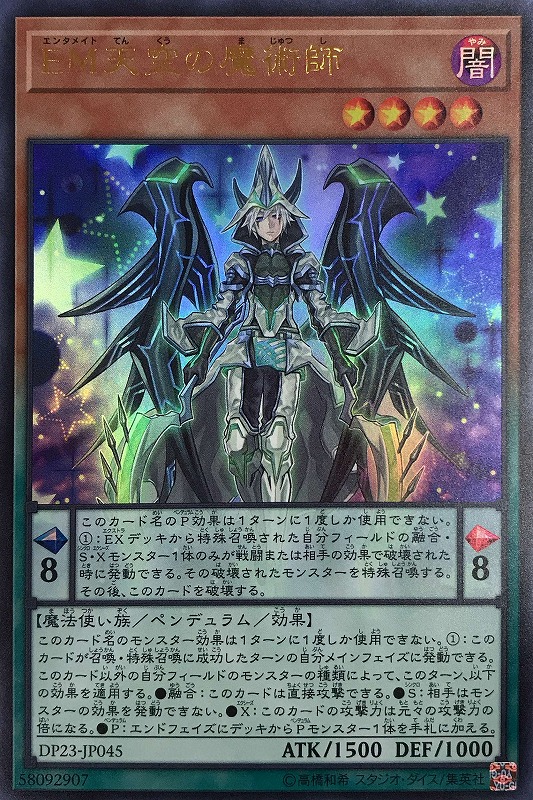 EM天空の魔術師
闇
このカード名のP効果は1ターンに1度しか使用できない。
①:EXデッキから特殊召喚された自分フィールドの融合・
S・Xモンスター1体のみが戦闘または相手の効果で破壊された
時に発動できる。その破壊されたモンスターを特殊召喚する。
その後、このカードを破壊する。
8
8
【魔法使い族/ペンデュラム/効果】
このカード名のモンスター効果は1ターンに1度しか使用できない。①:この
カードが召喚・特殊召喚に成功したターンの自分メインフェイズに発動できる。
このカード以外の自分フィールドのモンスターの種類によって、このターン、以下
の効果を適用する。●融合:このカードは直接攻撃できる。●S:相手はモン
スターの効果を発動できない。●X:このカードの攻撃力は元々の攻撃力の
倍になる。●P:エンドフェイズにデッキからPモンスター1体を手札に加える。
DP23-JP045
ATK/1500 DEF/1000
58092907
©高橋和希 スタジオ・ダイス/集英社